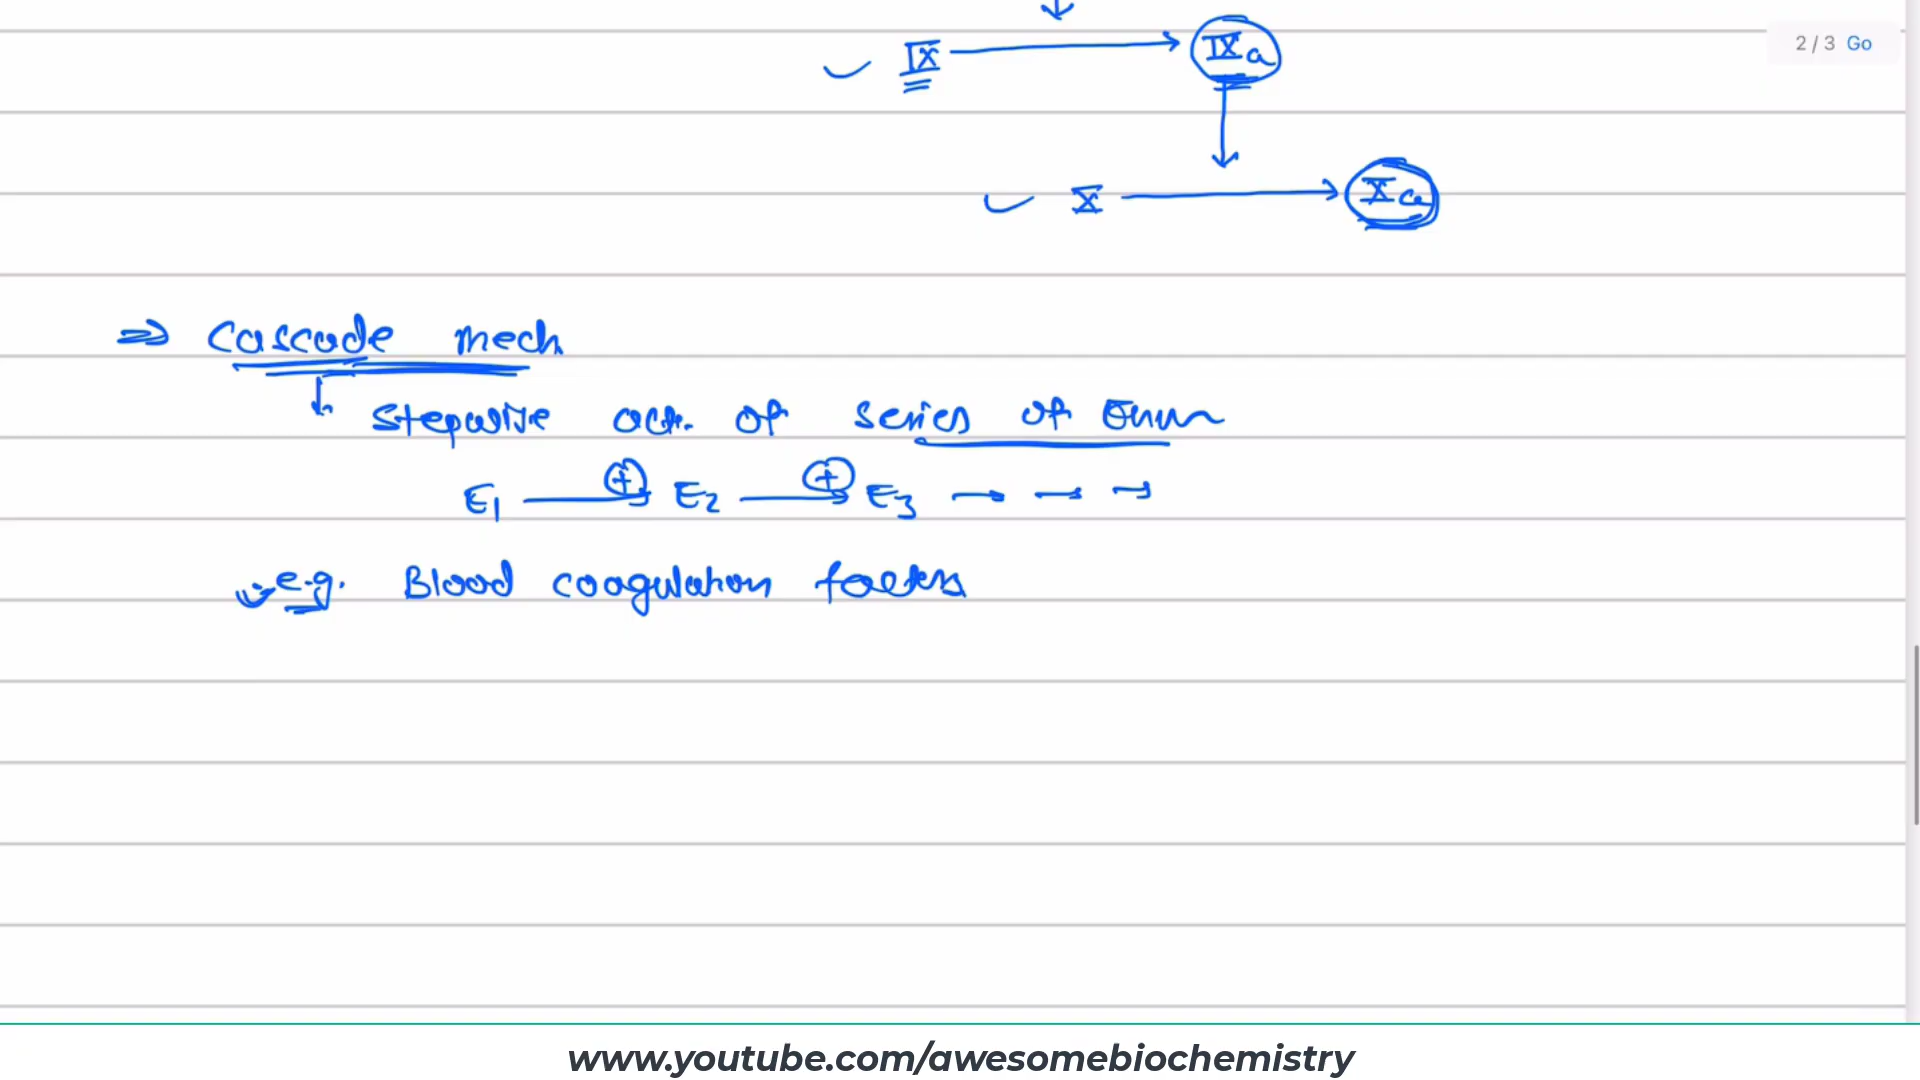 2 / 3 Go
IX → IXa
X → Xa
⇒ Cascade mech
↓ Stepwise act. of series of
E1 → (+) E2 → (+) E3 → → →
e.g. Blood coagulation factors
www.youtube.com/awesomebiochemistry